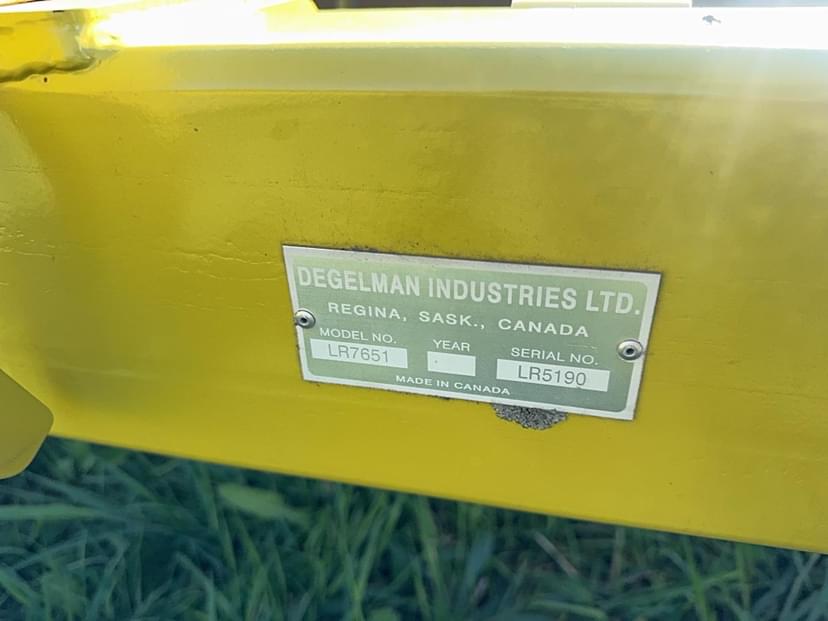 DEGELMAN INDUSTRIES LTD.
REGINA, SASK., CANADA
MODEL NO. YEAR SERIAL NO.
LR7651 LR5190
MADE IN CANADA